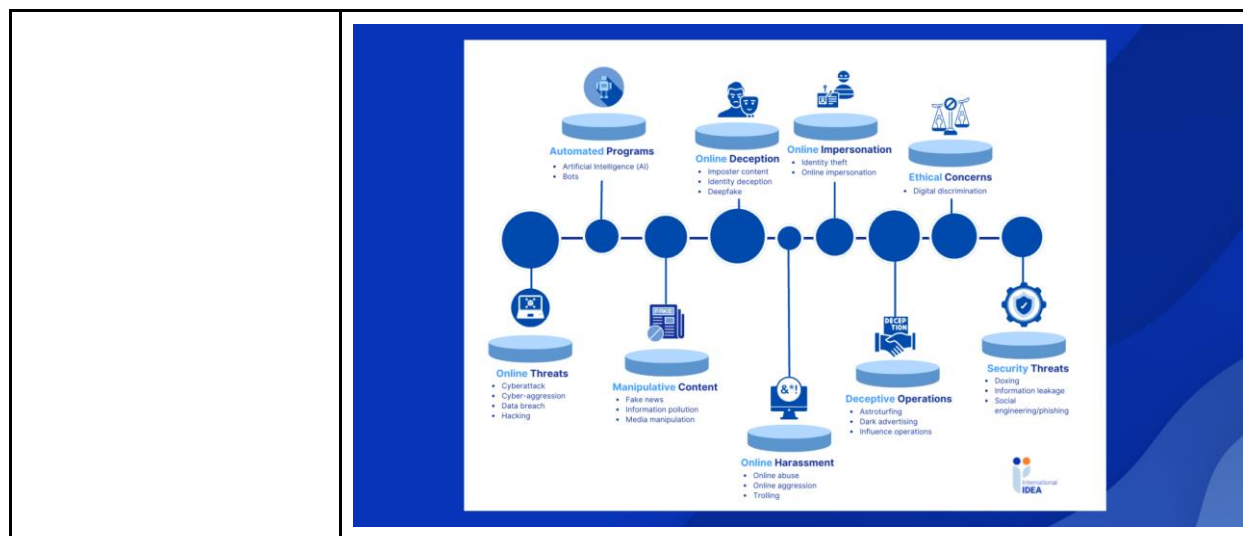 Automated Programs
• Artificial Intelligence (AI)
• Bots
Online Deception
• Imposter content
• Identity deception
• Deepfake
Online Impersonation
• Identity theft
• Online impersonation
Ethical Concerns
• Digital discrimination
Online Threats
• Cyberattack
• Cyber-aggression
• Data breach
• Hacking
FAKE
Manipulative Content
• Fake news
• Information pollution
• Media manipulation
&*!
Online Harassment
• Online abuse
• Online aggression
• Trolling
DECEP
TION
Deceptive Operations
• Astroturfing
• Dark advertising
• Influence operations
Security Threats
• Doxing
• Information leakage
• Social
engineering/phishing
International
IDEA